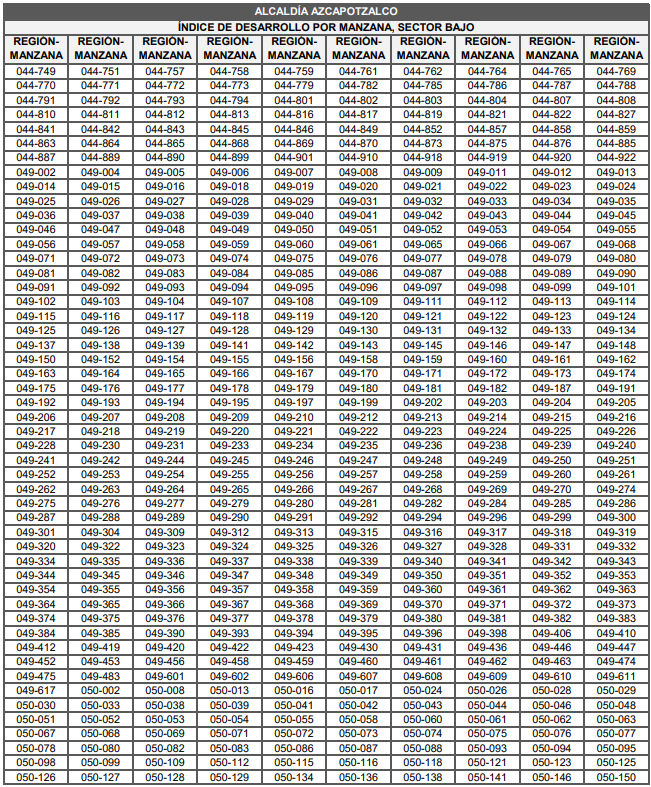 ALCALDÍA AZCAPOTZALCO
ÍNDICE DE DESARROLLO POR MANZANA, SECTOR BAJO
REGIÓN- REGIÓN- REGIÓN- REGIÓN- REGIÓN- REGIÓN- REGIÓN- REGIÓN- REGIÓN- REGIÓN-
MANZANA MANZANA MANZANA MANZANA MANZANA MANZANA MANZANA MANZANA MANZANA MANZANA
044-749 044-751 044-757 044-758 044-759 044-761 044-762 044-764 044-765 044-769
044-770 044-771 044-772 044-773 044-779 044-782 044-785 044-786 044-787 044-788
044-791 044-792 044-793 044-794 044-801 044-802 044-803 044-804 044-807 044-808
044-810 044-811 044-812 044-813 044-816 044-817 044-819 044-821 044-822 044-827
044-841 044-842 044-843 044-845 044-846 044-849 044-852 044-857 044-858 044-859
044-863 044-864 044-865 044-868 044-869 044-870 044-873 044-875 044-876 044-885
044-887 044-889 044-890 044-899 044-901 044-910 044-918 044-919 044-920 044-922
049-002 049-004 049-005 049-006 049-007 049-008 049-009 049-011 049-012 049-013
049-014 049-015 049-016 049-018 049-019 049-020 049-021 049-022 049-023 049-024
049-025 049-026 049-027 049-028 049-029 049-031 049-032 049-033 049-034 049-035
049-036 049-037 049-038 049-039 049-040 049-041 049-042 049-043 049-044 049-045
049-046 049-047 049-048 049-049 049-050 049-051 049-052 049-053 049-054 049-055
049-056 049-057 049-058 049-059 049-060 049-061 049-065 049-066 049-067 049-068
049-071 049-072 049-073 049-074 049-075 049-076 049-077 049-078 049-079 049-080
049-081 049-082 049-083 049-084 049-085 049-086 049-087 049-088 049-089 049-090
049-091 049-092 049-093 049-094 049-095 049-096 049-097 049-098 049-099 049-101
049-102 049-103 049-104 049-107 049-108 049-109 049-111 049-112 049-113 049-114
049-115 049-116 049-117 049-118 049-119 049-120 049-121 049-122 049-123 049-124
049-125 049-126 049-127 049-128 049-129 049-130 049-131 049-132 049-133 049-134
049-137 049-138 049-139 049-141 049-142 049-143 049-145 049-146 049-147 049-148
049-150 049-152 049-154 049-155 049-156 049-158 049-159 049-160 049-161 049-162
049-163 049-164 049-165 049-166 049-167 049-170 049-171 049-172 049-173 049-174
049-175 049-176 049-177 049-178 049-179 049-180 049-181 049-182 049-187 049-191
049-192 049-193 049-194 049-195 049-197 049-199 049-202 049-203 049-204 049-205
049-206 049-207 049-208 049-209 049-210 049-212 049-213 049-214 049-215 049-216
049-217 049-218 049-219 049-220 049-221 049-222 049-223 049-224 049-225 049-226
049-228 049-230 049-231 049-233 049-234 049-235 049-236 049-238 049-239 049-240
049-241 049-242 049-244 049-245 049-246 049-247 049-248 049-249 049-250 049-251
049-252 049-253 049-254 049-255 049-256 049-257 049-258 049-259 049-260 049-261
049-262 049-263 049-264 049-265 049-266 049-267 049-268 049-269 049-270 049-274
049-275 049-276 049-277 049-279 049-280 049-281 049-282 049-284 049-285 049-286
049-287 049-288 049-289 049-290 049-291 049-292 049-294 049-296 049-299 049-300
049-301 049-304 049-309 049-312 049-313 049-315 049-316 049-317 049-318 049-319
049-320 049-322 049-323 049-324 049-325 049-326 049-327 049-328 049-331 049-332
049-334 049-335 049-336 049-337 049-338 049-339 049-340 049-341 049-342 049-343
049-344 049-345 049-346 049-347 049-348 049-349 049-350 049-351 049-352 049-353
049-354 049-355 049-356 049-357 049-358 049-359 049-360 049-361 049-362 049-363
049-364 049-365 049-366 049-367 049-368 049-369 049-370 049-371 049-372 049-373
049-374 049-375 049-376 049-377 049-378 049-379 049-380 049-381 049-382 049-383
049-384 049-385 049-390 049-393 049-394 049-395 049-396 049-398 049-406 049-410
049-412 049-419 049-420 049-422 049-423 049-430 049-431 049-436 049-446 049-447
049-452 049-453 049-456 049-458 049-459 049-460 049-461 049-462 049-463 049-474
049-475 049-483 049-601 049-602 049-606 049-607 049-608 049-609 049-610 049-611
049-617 050-002 050-008 050-013 050-016 050-017 050-024 050-026 050-028 050-029
050-030 050-033 050-038 050-039 050-041 050-042 050-043 050-044 050-046 050-048
050-051 050-052 050-053 050-054 050-055 050-058 050-060 050-061 050-062 050-063
050-067 050-068 050-069 050-071 050-072 050-073 050-074 050-075 050-076 050-077
050-078 050-080 050-082 050-083 050-086 050-087 050-088 050-093 050-094 050-095
050-098 050-099 050-109 050-112 050-115 050-116 050-118 050-121 050-123 050-125
050-126 050-127 050-128 050-129 050-134 050-136 050-138 050-141 050-146 050-150